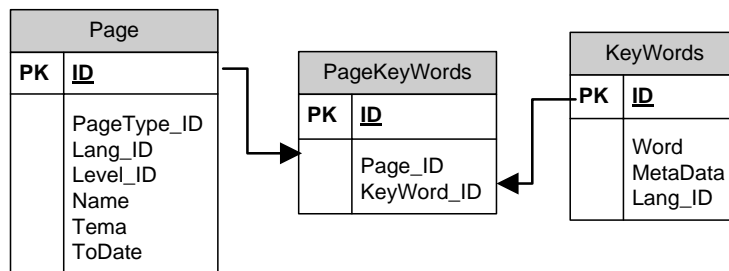 Page
PK ID
PageType_ID
Lang_ID
Level_ID
Name
Tema
ToDate
PageKeyWords
PK ID
Page_ID
KeyWord_ID
KeyWords
PK ID
Word
MetaData
Lang_ID